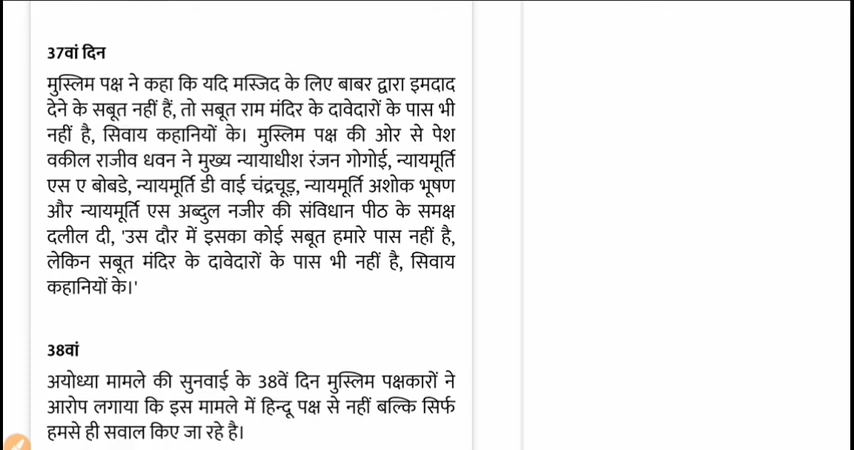 37वां दिन
मुस्लिम पक्ष ने कहा कि यदि मस्जिद के लिए बाबर द्वारा इमदाद
देने के सबूत नहीं हैं, तो सबूत राम मंदिर के दावेदारों के पास भी
नहीं है, सिवाय कहानियों के। मुस्लिम पक्ष की ओर से पेश
वकील राजीव धवन ने मुख्य न्यायाधीश रंजन गोगोई, न्यायमूर्ति
एस ए बोबडे, न्यायमूर्ति डी वाई चंद्रचूड़, न्यायमूर्ति अशोक भूषण
और न्यायमूर्ति एस अब्दुल नजीर की संविधान पीठ के समक्ष
दलील दी, 'उस दौर में इसका कोई सबूत हमारे पास नहीं है,
लेकिन सबूत मंदिर के दावेदारों के पास भी नहीं है, सिवाय
कहानियों के।'
38वां
अयोध्या मामले की सुनवाई के 38वें दिन मुस्लिम पक्षकारों ने
आरोप लगाया कि इस मामले में हिन्दू पक्ष से नहीं बल्कि सिर्फ
हमसे ही सवाल किए जा रहे है।